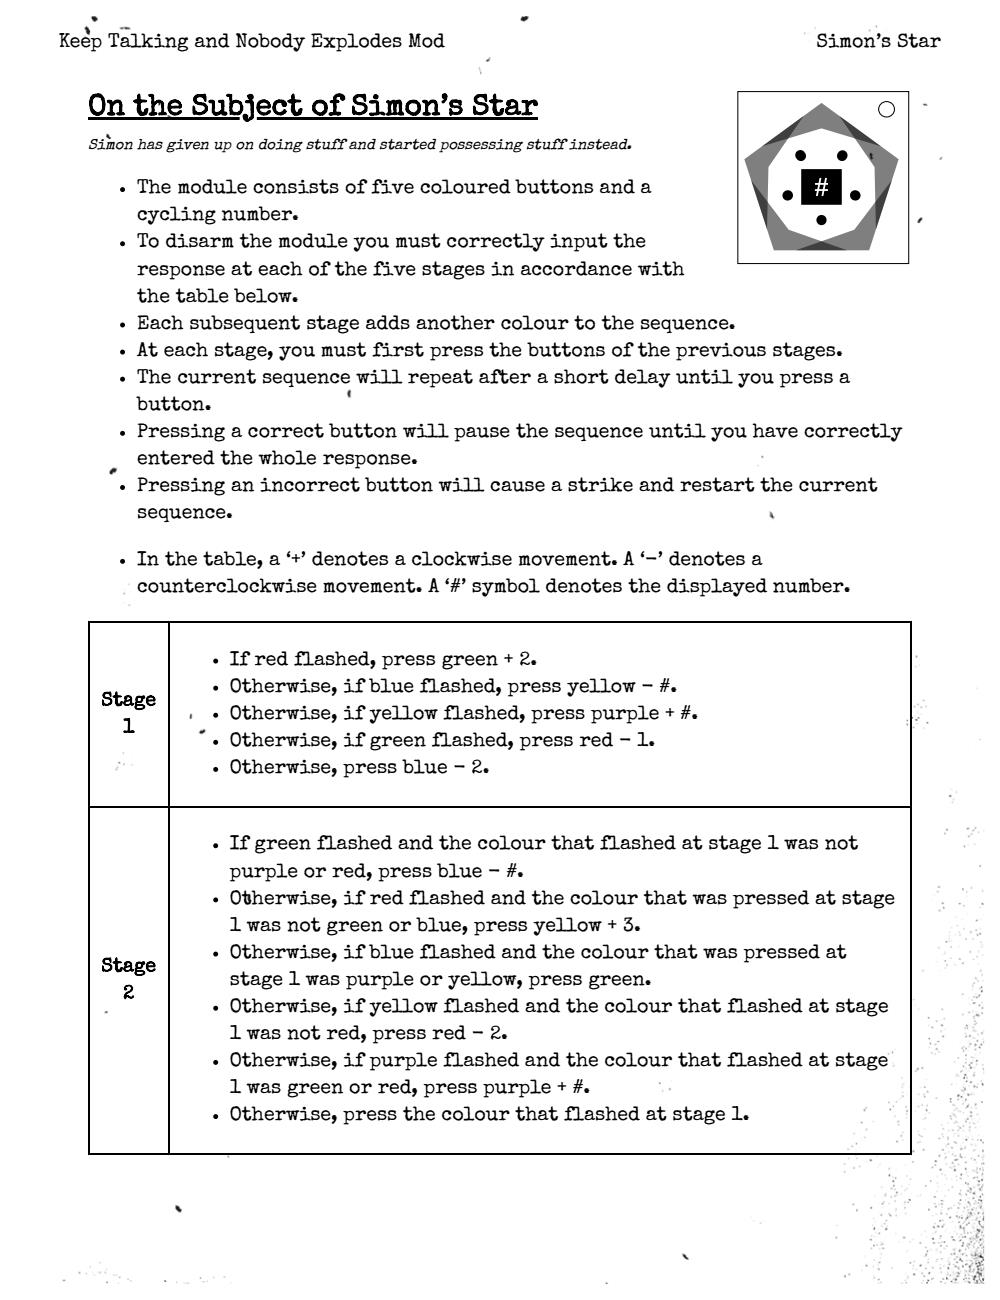 Keep Talking and Nobody Explodes Mod
Simon's Star
On the Subject of Simon's Star
Simon has given up on doing stuff and started possessing stuff instead.
#
• The module consists of five coloured buttons and a
cycling number.
• To disarm the module you must correctly input the
response at each of the five stages in accordance with
the table below.
• Each subsequent stage adds another colour to the sequence.
• At each stage, you must first press the buttons of the previous stages.
• The current sequence will repeat after a short delay until you press a
button.
• Pressing a correct button will pause the sequence until you have correctly
entered the whole response.
• Pressing an incorrect button will cause a strike and restart the current
sequence.
• In the table, a ‘+’ denotes a clockwise movement. A ‘−’ denotes a
counterclockwise movement. A ‘#’ symbol denotes the displayed number.
Stage
1
• If red flashed, press green + 2.
• Otherwise, if blue flashed, press yellow − #.
• Otherwise, if yellow flashed, press purple + #.
• Otherwise, if green flashed, press red − 1.
• Otherwise, press blue − 2.
Stage
2
• If green flashed and the colour that flashed at stage 1 was not
purple or red, press blue − #.
• Otherwise, if red flashed and the colour that was pressed at stage
1 was not green or blue, press yellow + 3.
• Otherwise, if blue flashed and the colour that was pressed at
stage 1 was purple or yellow, press green.
• Otherwise, if yellow flashed and the colour that flashed at stage
1 was not red, press red − 2.
• Otherwise, if purple flashed and the colour that flashed at stage
1 was green or red, press purple + #.
• Otherwise, press the colour that flashed at stage 1.